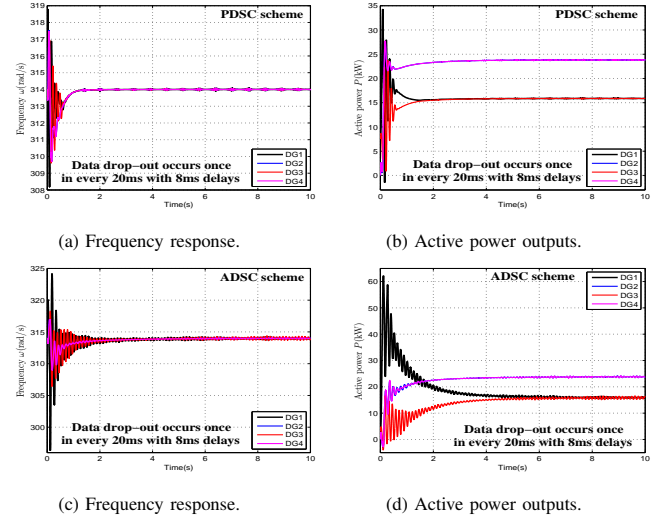 PDSC scheme
319
318
317
316
315
314
313
312
311
310
309
308
Frequency ω(rad/s)
0 2 4 6 8 10
Time(s)
Data drop−out occurs once
in every 20ms with 8ms delays
DG1
DG2
DG3
DG4
(a) Frequency response.
PDSC scheme
35
30
25
20
15
10
5
0
-5
Active power P(kW)
0 2 4 6 8 10
Time(s)
Data drop−out occurs once
in every 20ms with 8ms delays
DG1
DG2
DG3
DG4
(b) Active power outputs.
ADSC scheme
325
320
315
310
305
300
Frequency ω(rad/s)
0 2 4 6 8 10
Time(s)
Data drop−out occurs once
in every 20ms with 8ms delays
DG1
DG2
DG3
DG4
(c) Frequency response.
ADSC scheme
60
50
40
30
20
10
0
Active power P(kW)
0 2 4 6 8 10
Time(s)
DG1
DG2
DG3
DG4
Data drop−out occurs once
in every 20ms with 8ms delays
(d) Active power outputs.